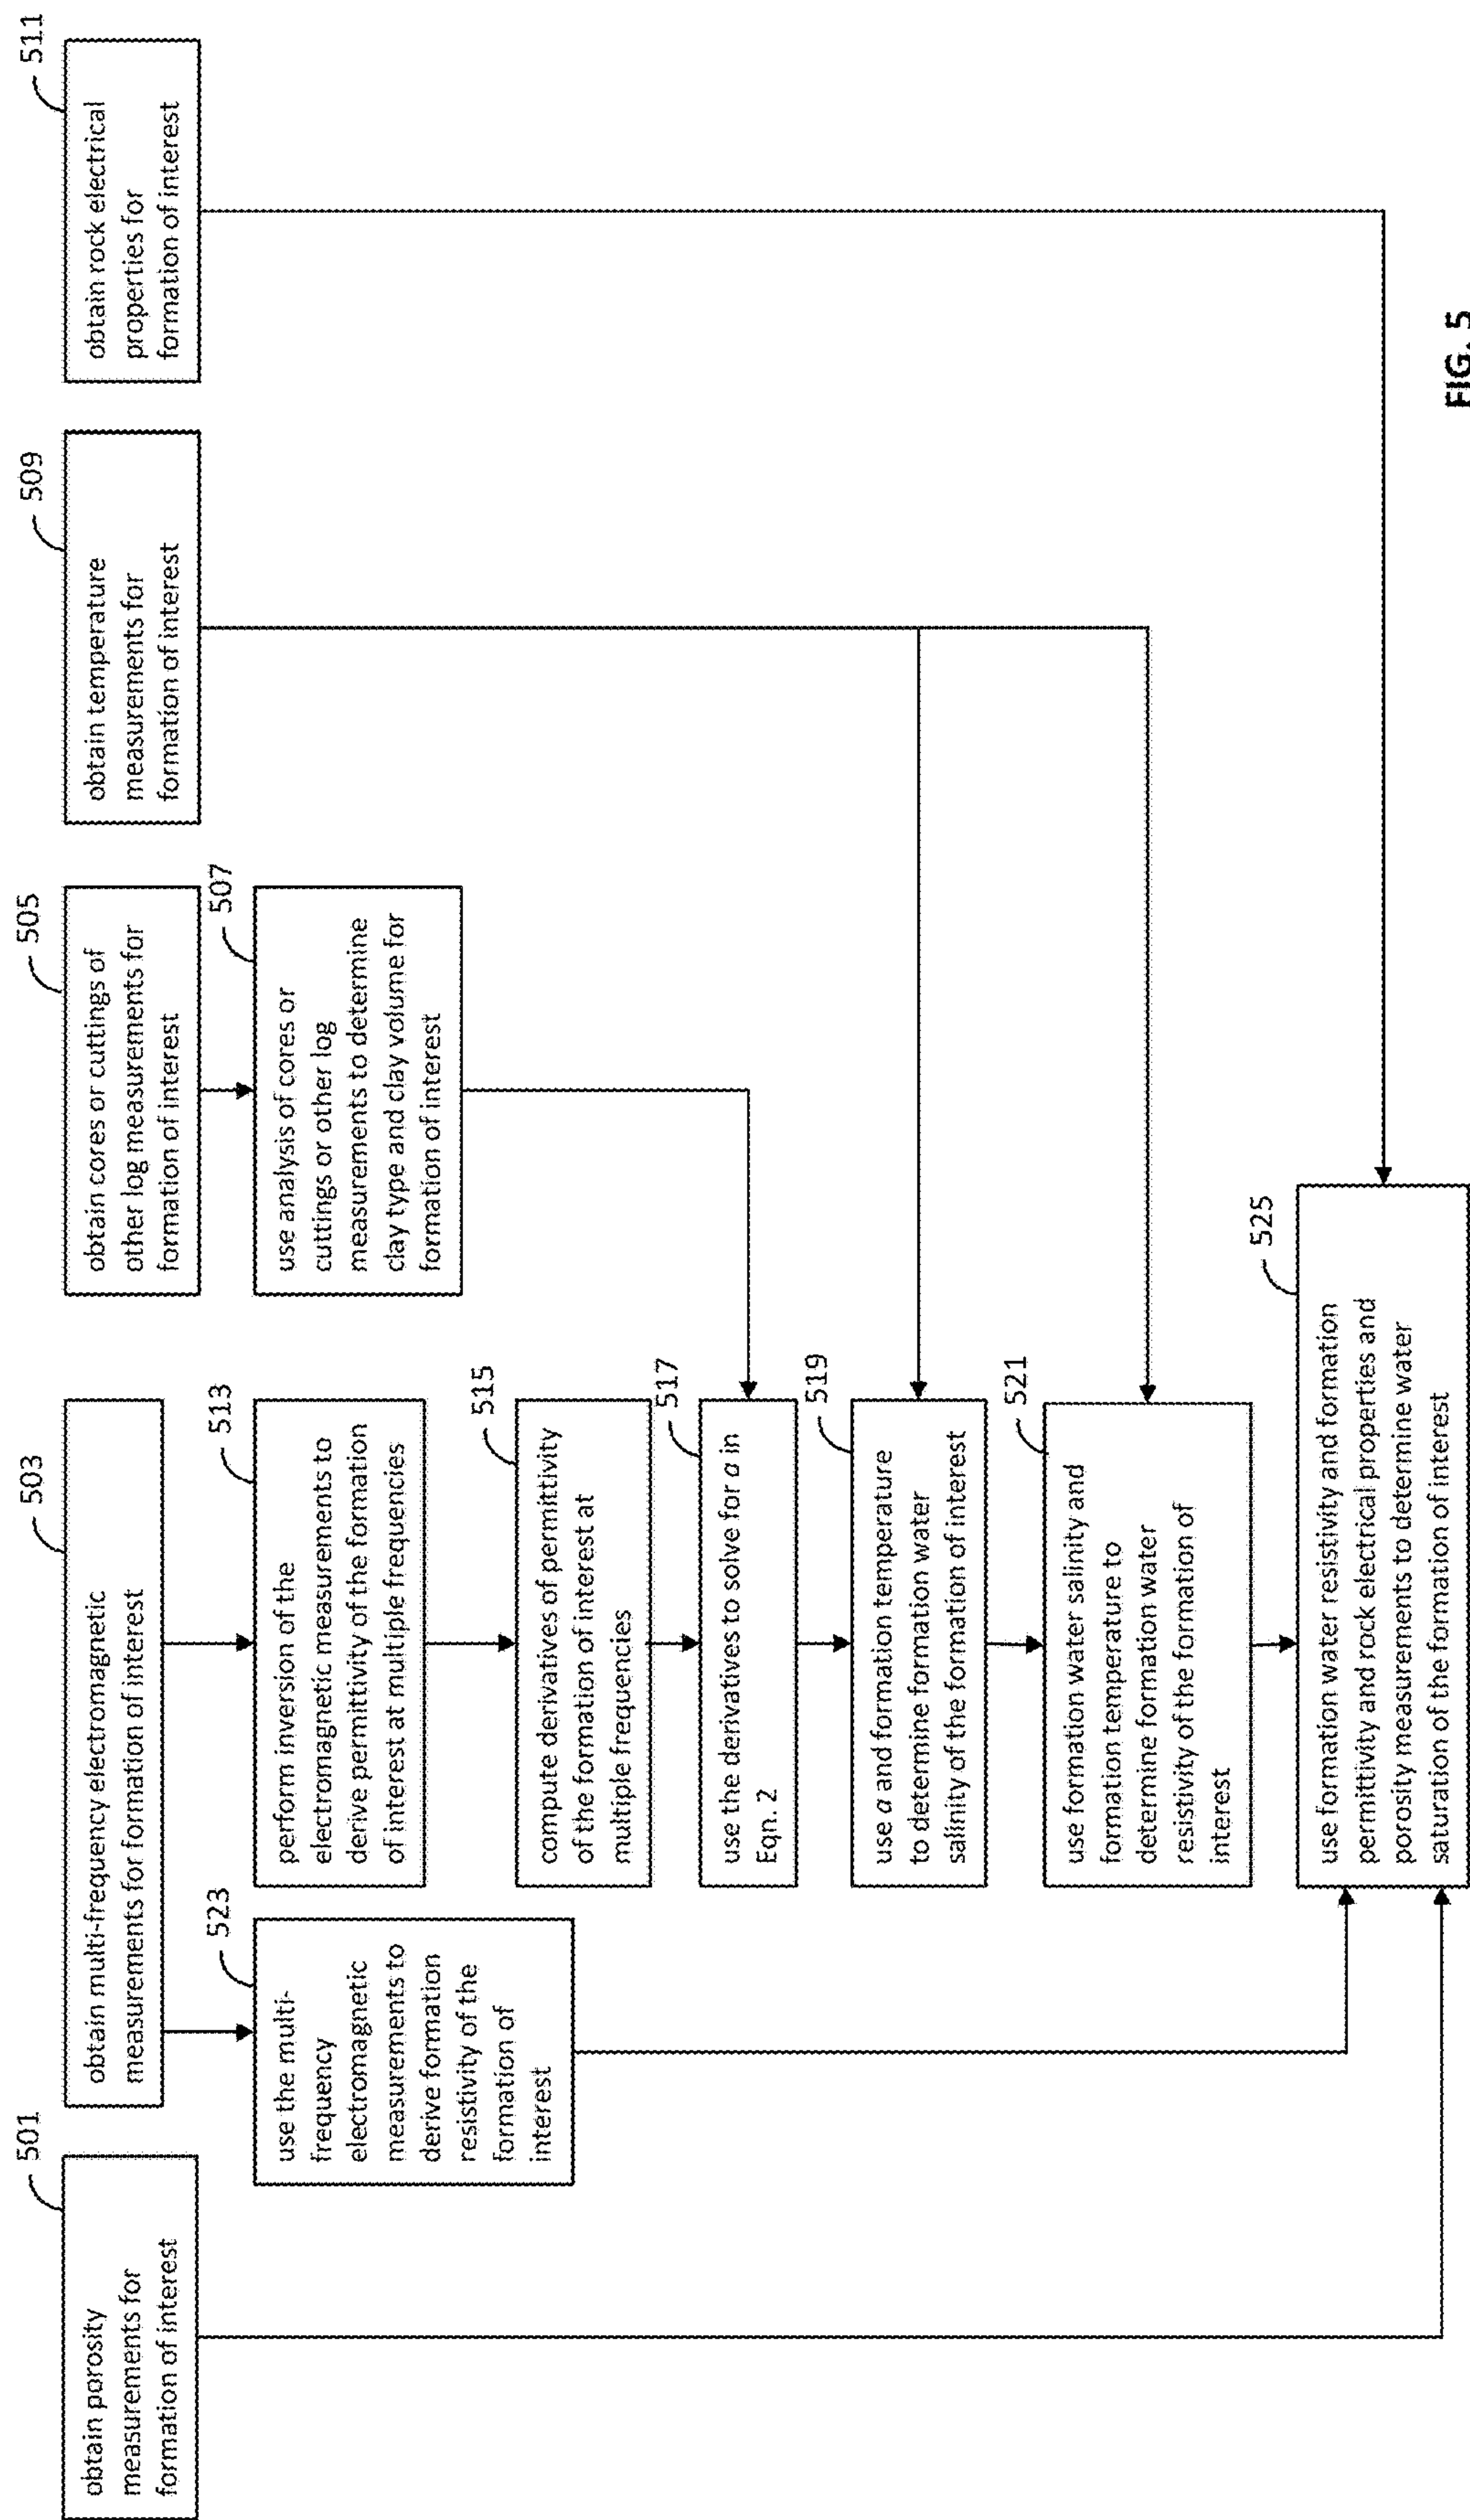 501
obtain porosity
measurements for
formation of interest
503
obtain multi-frequency electromagnetic
measurements for formation of interest
505
obtain cores or cuttings of
other log measurements for
formation of interest
507
use analysis of cores or
cuttings or other log
measurements to determine
clay type and clay volume for
formation of interest
509
obtain temperature
measurements for
formation of interest
511
obtain rock electrical
properties for
formation of interest
523
use the multi-
frequency
electromagnetic
measurements to
derive formation
resistivity of the
formation of
interest
513
perform inversion of the
electromagnetic measurements to
derive permittivity of the formation
of interest at multiple frequencies
515
compute derivatives of permittivity
of the formation of interest at
multiple frequencies
517
use the derivatives to solve for α in
Eqn. 2
519
use α and formation temperature
to determine formation water
salinity of the formation of interest
521
use formation water salinity and
formation temperature to
determine formation water
resistivity of the formation of
interest
525
use formation water resistivity and formation
permittivity and rock electrical properties and
porosity measurements to determine water
saturation of the formation of interest
FIG. 5